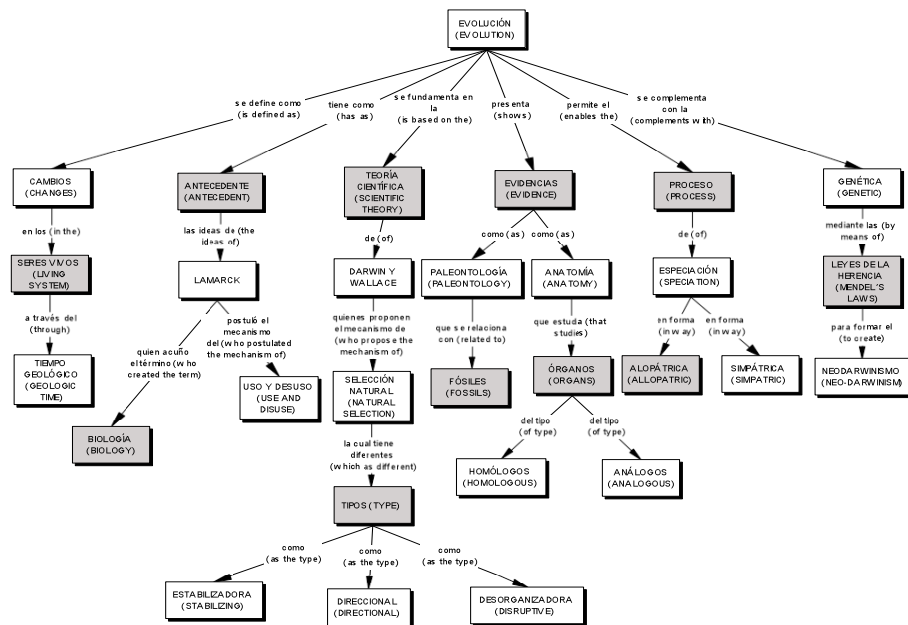 EVOLUCIÓN
(EVOLUTION)
se define como
(is defined as)
tiene como
(has as)
se fundamenta en
la
(is based on the)
presenta
(shows)
permite el
(enables the)
se complementa
con la
(complements with)
CAMBIOS
(CHANGES)
ANTECEDENTE
(ANTECEDENT)
TEORÍA
CIENTÍFICA
(SCIENTIFIC
THEORY)
EVIDENCIAS
(EVIDENCE)
PROCESO
(PROCESS)
GENÉTICA
(GENETIC)
en los (in the)
las ideas de (the
ideas of)
de (of)
como (as)
como (as)
de (of)
mediante las (by
means of)
SERES VIVOS
(LIVING
SYSTEM)
LAMARCK
DARWIN Y
WALLACE
PALEONTOLOGÍA
(PALEONTOLOGY)
ANATOMÍA
(ANATOMY)
ESPECIACIÓN
(SPECIATION)
LEYES DE LA
HERENCIA
(MENDEL'S
LAWS)
a través del
(through)
quien acuño
el término (who
created the term)
postuló el
mecanismo
del (who postulated
the mechanism of)
quienes proponen
el mecanismo de
(who propose the
mechanism of)
que se relaciona
con (related to)
que estudia (that
studies)
en forma
(in way)
en forma
(in way)
para formar el
(to create)
TIEMPO
GEOLÓGICO
(GEOLOGIC
TIME)
USO Y DESUSO
(USE AND
DISUSE)
SELECCIÓN
NATURAL
(NATURAL
SELECTION)
FÓSILES
(FOSSILS)
ÓRGANOS
(ORGANS)
ALOPÁTRICA
(ALLOPATRIC)
SIMPÁTRICA
(SIMPATRIC)
NEODARWINISMO
(NEO-DARWINISM)
BIOLOGÍA
(BIOLOGY)
la cual tiene
diferentes
(which as different)
del tipo
(of type)
del tipo
(of type)
HOMÓLOGOS
(HOMOLOGOUS)
ANÁLOGOS
(ANALOGOUS)
TIPOS (TYPE)
como
(as the type)
como
(as the type)
como
(as the type)
ESTABILIZADORA
(STABILIZING)
DIRECCIONAL
(DIRECTIONAL)
DESORGANIZADORA
(DISRUPTIVE)